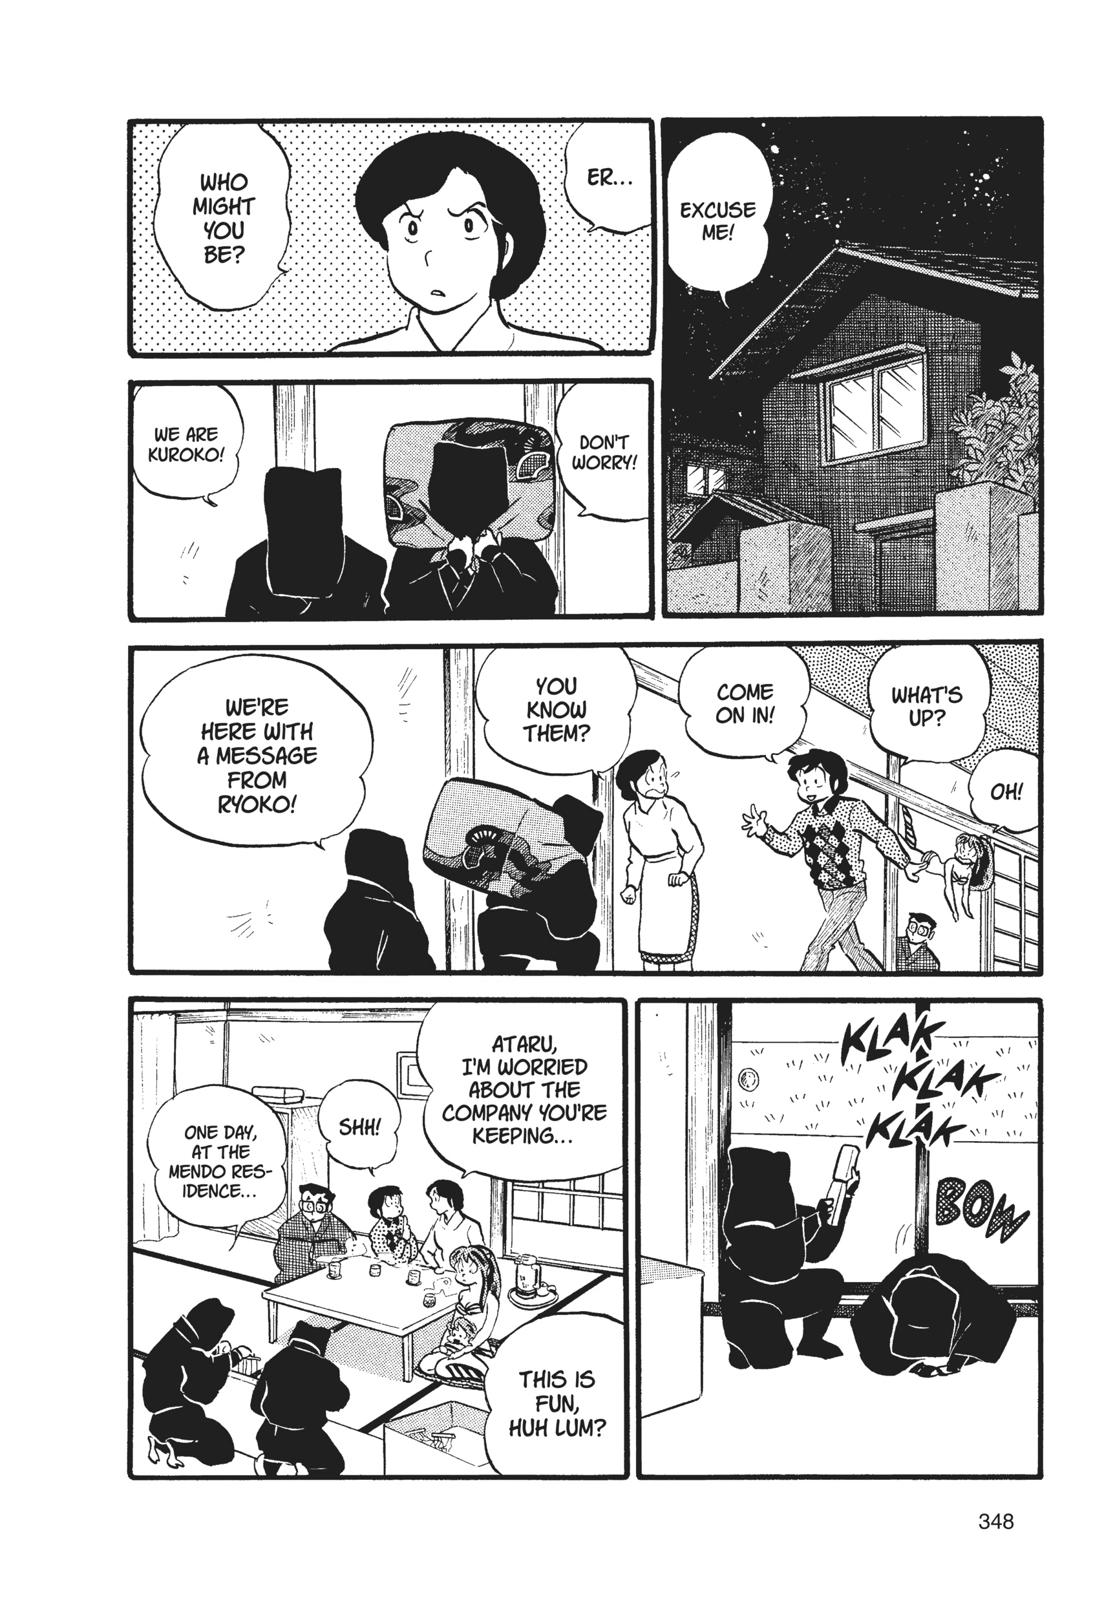 EXCUSE
ME!
ER...
WHO
MIGHT
YOU
BE?
DON'T
WORRY!
WE ARE
KUROKO!
OH!
WHAT'S
UP?
COME
ON IN!
YOU
KNOW
THEM?
WE'RE
HERE WITH
A MESSAGE
FROM
RYOKO!
KLAK
KLAK
KLAK
BOW
ATARU,
I'M WORRIED
ABOUT THE
COMPANY YOU'RE
KEEPING...
SHH!
ONE DAY,
AT THE
MENDO RES-
IDENCE...
THIS IS
FUN,
HUH LUM?
348